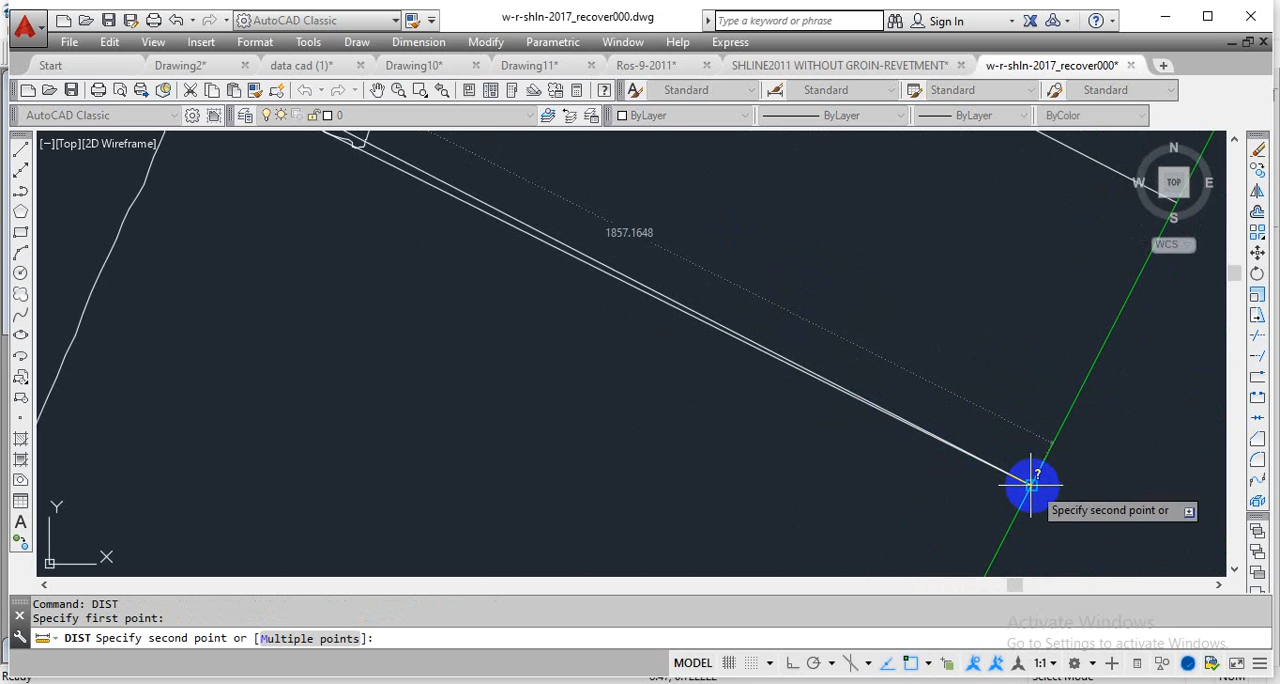 AutoCAD Classic
w-r-shln-2017_recover000.dwg
Type a keyword or phrase
Sign In
File Edit View Insert Format Tools Draw Dimension Modify Parametric Window Help Express
Start Drawing2* data cad (1)* Drawing10* Drawing11* Ros-9-2011* SHLINE2011 WITHOUT GROIN-REVETMENT* w-r-shln-2017_recover000*
Standard Standard Standard Standard
AutoCAD Classic 0 ByLayer ByLayer ByLayer ByColor
[−][Top][2D Wireframe]
N
W TOP E
S
WCS
1857.1648
Specify second point or
Y
X
Command: DIST
Specify first point:
DIST Specify second point or [Multiple points]:
Activate Windows
Go to Settings to activate Windows.
MODEL 1:1